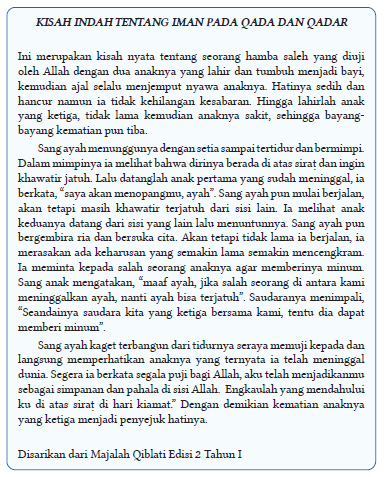 KISAH INDAH TENTANG IMAN PADA QADA DAN QADAR
Ini merupakan kisah nyata tentang seorang hamba saleh yang diuji
oleh Allah dengan dua anaknya yang lahir dan tumbuh menjadi bayi,
kemudian ajal selalu menjemput nyawa anaknya. Hatinya sedih dan
hancur namun ia tidak kehilangan kesabaran. Hingga lahirlah anak
yang ketiga, tidak lama kemudian anaknya sakit, sehingga bayang-
bayang kematian pun tiba.
Sang ayah menunggunya dengan setia sampai tertidur dan bermimpi.
Dalam mimpinya ia melihat bahwa dirinya berada di atas siraṭ dan ingin
khawatir jatuh. Lalu datanglah anak pertama yang sudah meninggal, ia
berkata, “saya akan menopangmu, ayah”. Sang ayah pun mulai berjalan,
akan tetapi masih khawatir terjatuh dari sisi lain. Ia melihat anak
keduanya datang dari sisi yang lain lalu menuntunnya. Sang ayah pun
bergembira ria dan bersuka cita. Akan tetapi tidak lama ia berjalan, ia
merasakan ada keharusan yang semakin lama semakin mencengkram.
Ia meminta kepada salah seorang anaknya agar memberinya minum.
Sang anak mengatakan, “maaf ayah, jika salah seorang di antara kami
meninggalkan ayah, nanti ayah bisa terjatuh”. Saudaranya menimpali,
“Seandainya saudara kita yang ketiga bersama kami, tentu dia dapat
memberi minum”.
Sang ayah kaget terbangun dari tidurnya seraya memuji kepada dan
langsung memperhatikan anaknya yang ternyata ia telah meninggal
dunia. Segera ia berkata segala puji bagi Allah, aku telah menjadikanmu
sebagai simpanan dan pahala di sisi Allah. Engkaulah yang mendahului
ku di atas siraṭ di hari kiamat.” Dengan demikian kematian anaknya
yang ketiga menjadi penyejuk hatinya.
Disarikan dari Majalah Qiblati Edisi 2 Tahun I